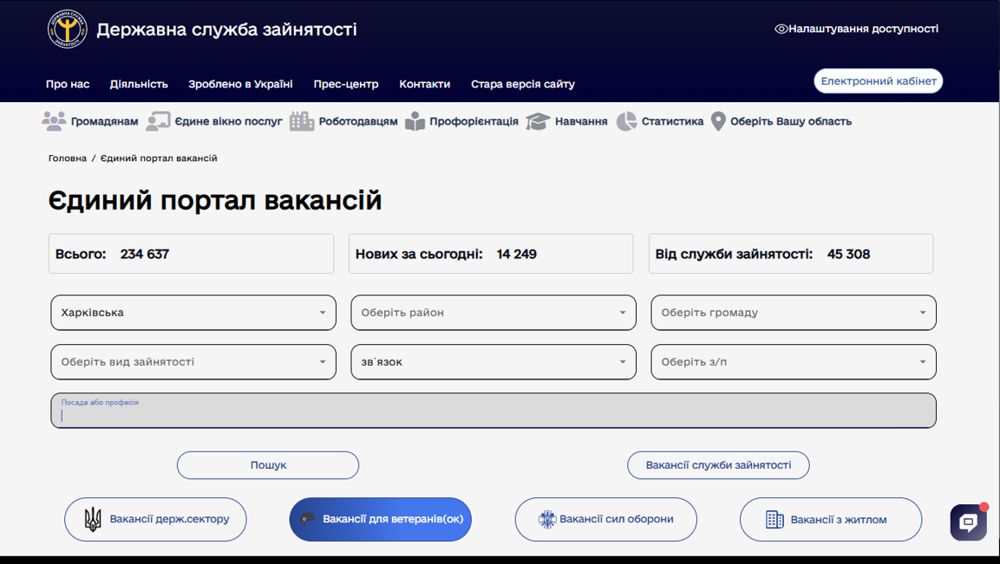 Державна служба зайнятості
Налаштування доступності
Про нас Діяльність Зроблено в Україні Прес-центр Контакти Стара версія сайту
Електронний кабінет
Громадянам Єдине вікно послуг Роботодавцям Профорієнтація Навчання Статистика Оберіть Вашу область
Головна / Єдиний портал вакансій
Єдиний портал вакансій
Всього: 234 637 Нових за сьогодні: 14 249 Від служби зайнятості: 45 308
Харківська Оберіть район Оберіть громаду
Оберіть вид зайнятості зв`язок Оберіть з/п
Посада або професія
Пошук Вакансії служби зайнятості
Вакансії держ.сектору Вакансії для ветеранів(ок) Вакансії сил оборони Вакансії з житлом